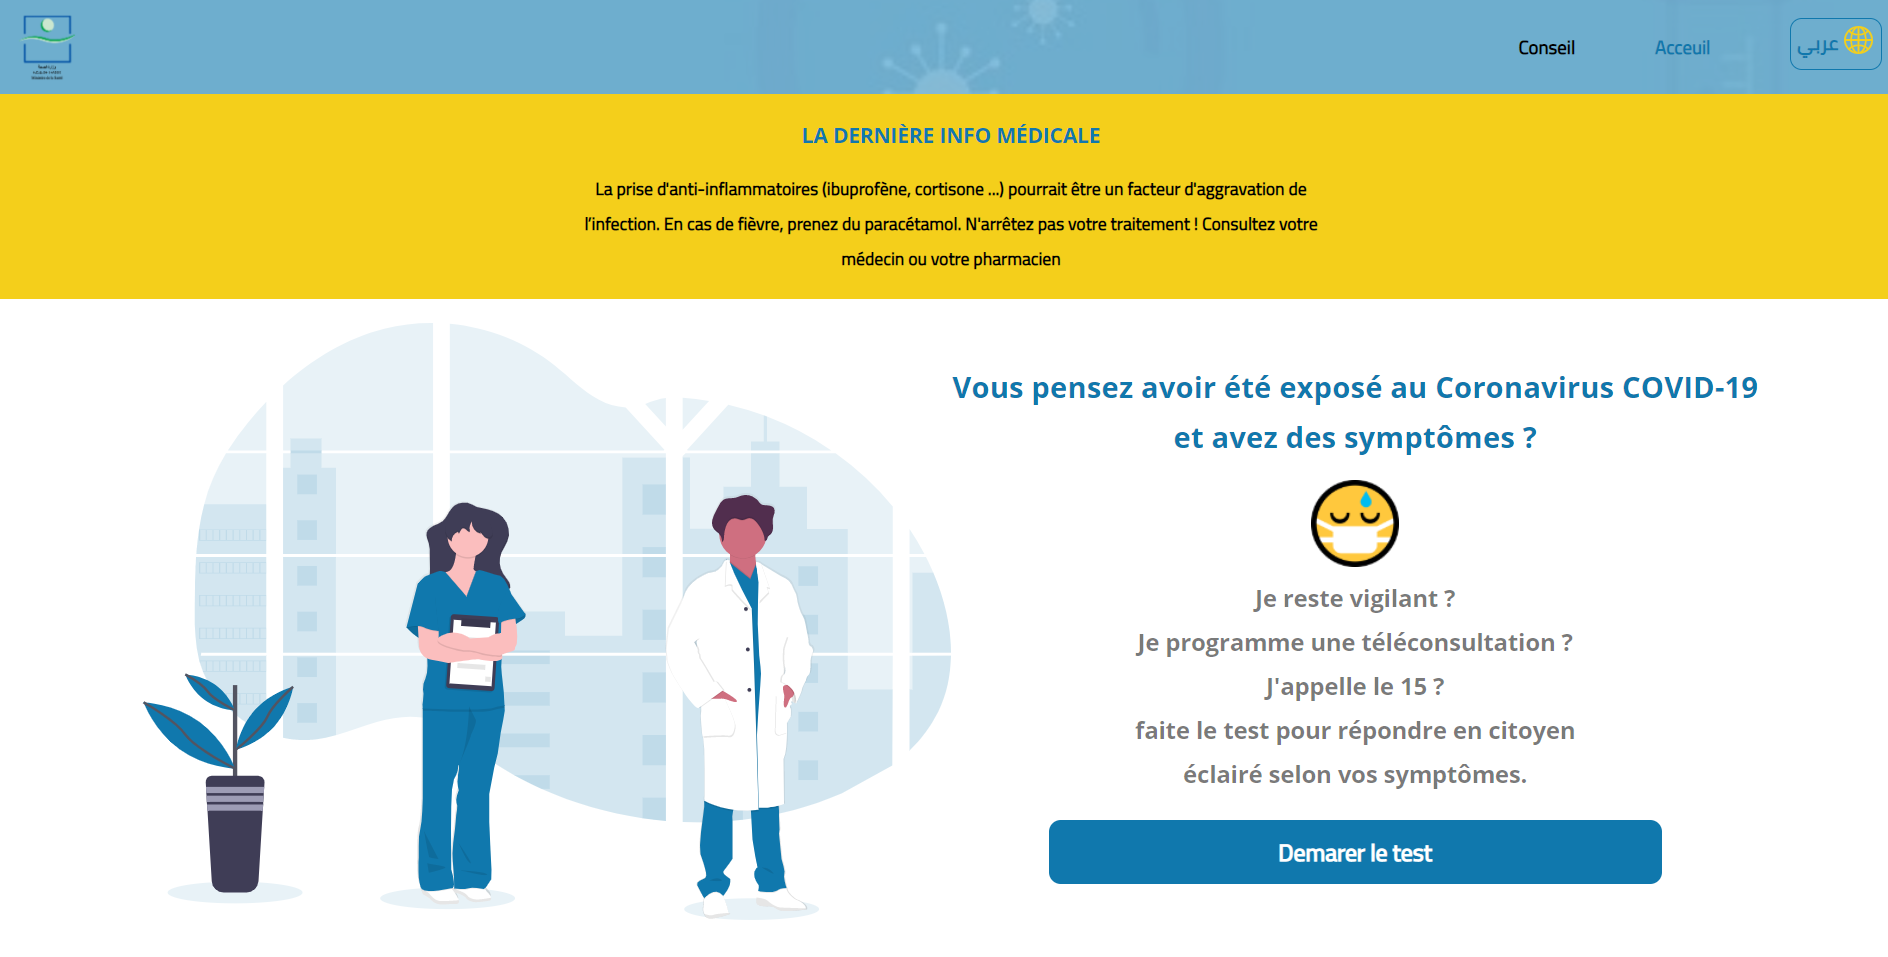 Conseil
Acceuil
عربي
LA DERNIÈRE INFO MÉDICALE
La prise d'anti-inflammatoires (ibuprofène, cortisone ...) pourrait être un facteur d'aggravation de
l’infection. En cas de fièvre, prenez du paracétamol. N'arrêtez pas votre traitement ! Consultez votre
médecin ou votre pharmacien
Vous pensez avoir été exposé au Coronavirus COVID-19
et avez des symptômes ?
Je reste vigilant ?
Je programme une téléconsultation ?
J'appelle le 15 ?
faite le test pour répondre en citoyen
éclairé selon vos symptômes.
Demarer le test